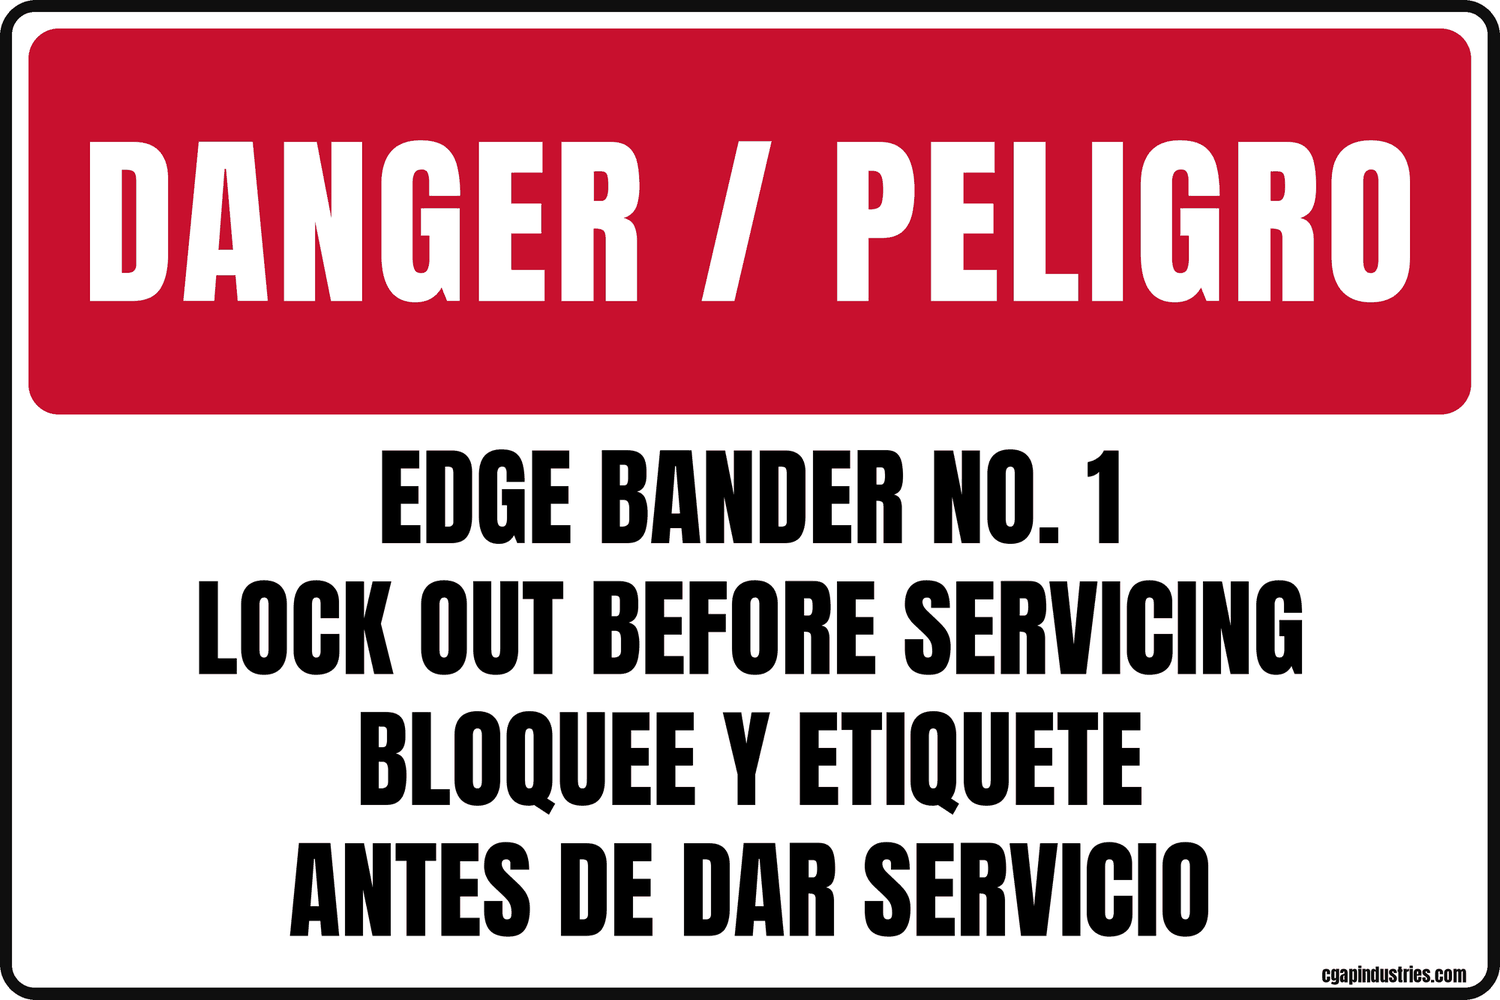 DANGER / PELIGRO
EDGE BANDER NO. 1
LOCK OUT BEFORE SERVICING
BLOQUEE Y ETIQUETE
ANTES DE DAR SERVICIO
cgapindustries.com